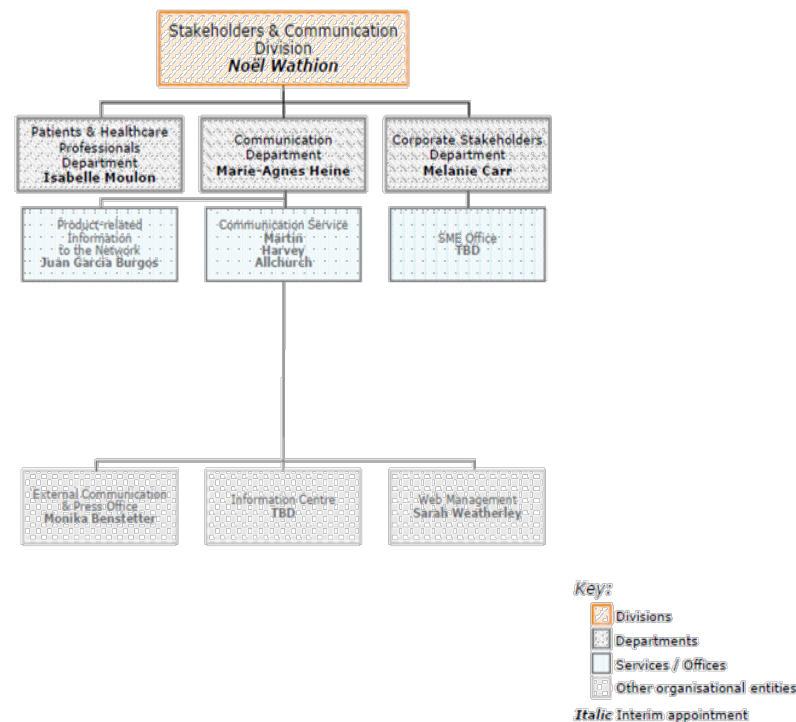 Stakeholders & Communication
Division
Noël Wathion
Patients & Healthcare
Professionals
Department
Isabelle Moulon
Communication
Department
Marie-Agnes Heine
Corporate Stakeholders
Department
Melanie Carr
Product-related
Information
to the Network
Juan Garcia Burgos
Communication Service
Martin
Harvey
Allchurch
SME Office
TBD
External Communication
& Press Office
Monika Benstetter
Information Centre
TBD
Web Management
Sarah Weatherley
Key:
Divisions
Departments
Services / Offices
Other organisational entities
Italic Interim appointment